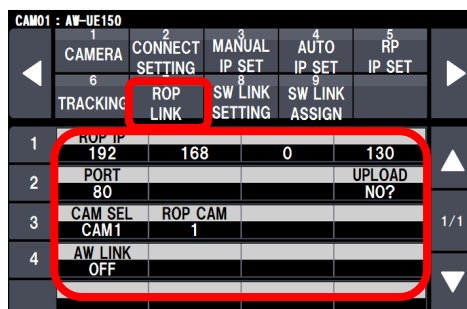 CAM01 : AW-UE150
1 2 3 4 5
CAMERA CONNECT SETTING MANUAL IP SET AUTO IP SET RP IP SET
6 8 9
TRACKING ROP LINK SW LINK SETTING SW LINK ASSIGN
1 ROP IP
192 168 0 130
2 PORT UPLOAD
80 NO?
3 CAM SEL ROP CAM
CAM1 1
1/1
4 AW LINK
OFF